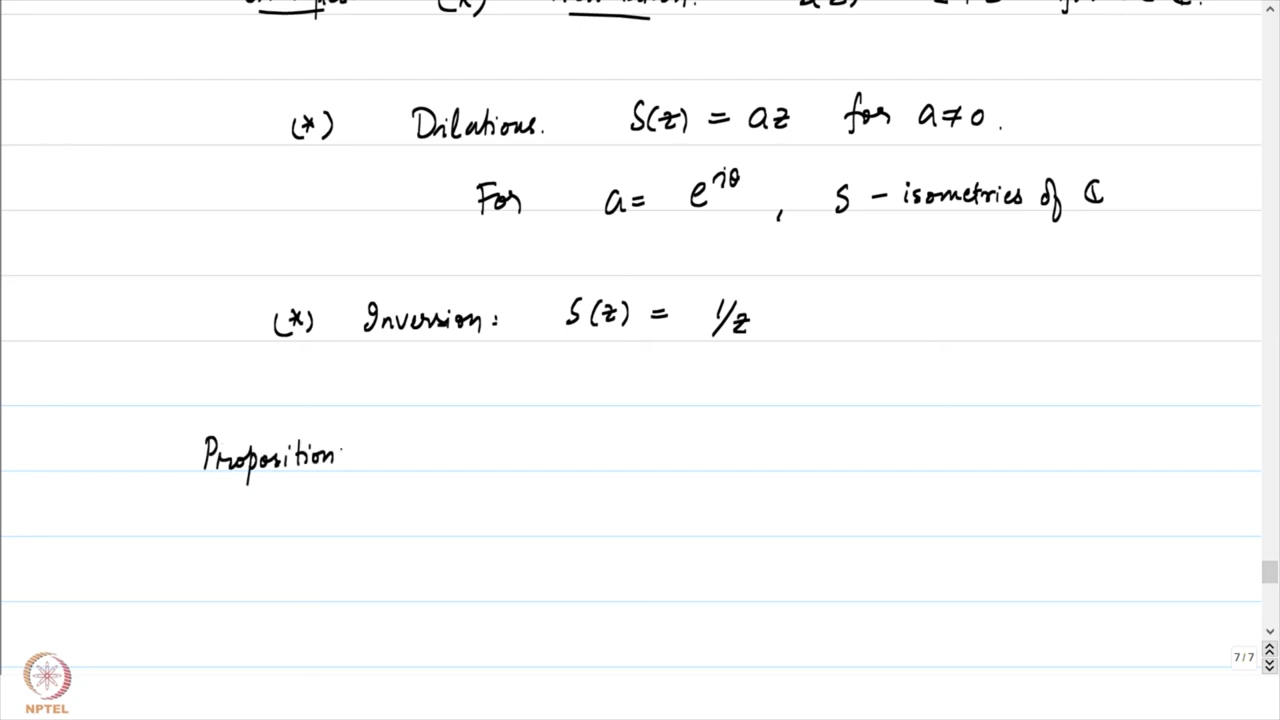 (*) Dilations. S(z) = az for a ≠ 0.
For a = e^{iθ}, S - isometries of ℂ
(*) Inversion: S(z) = 1/z
Proposition
7 / 7
NPTEL